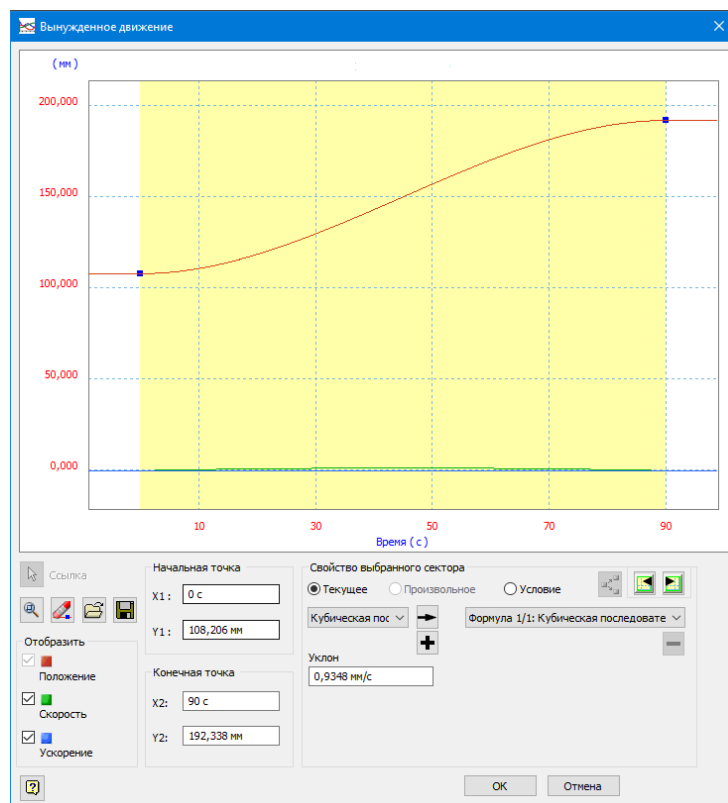 Вынужденное движение
(мм)
200,000
150,000
100,000
50,000
0,000
10 30 50 70 90
Время(с)
Ссылка
Отобразить
Положение
Скорость
Ускорение
Начальная точка
X1: 0 с
Y1: 108,206 мм
Конечная точка
X2: 90 с
Y2: 192,338 мм
Свойство выбранного сектора
Текущее Произвольное Условие
Кубическая пос Формула 1/1: Кубическая последовате
Уклон
0,9348 мм/с
ОК Отмена